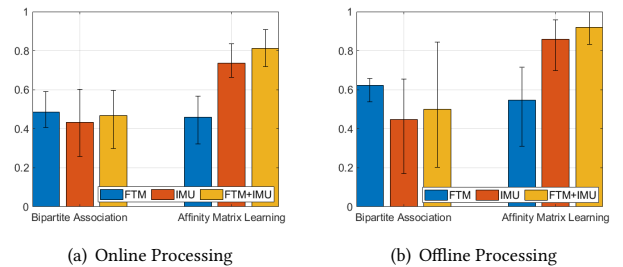 1
0.8
0.6
0.4
0.2
0
FTM IMU FTM+IMU
Bipartite Association Affinity Matrix Learning
(a) Online Processing
1
0.8
0.6
0.4
0.2
0
FTM IMU FTM+IMU
Bipartite Association Affinity Matrix Learning
(b) Offline Processing